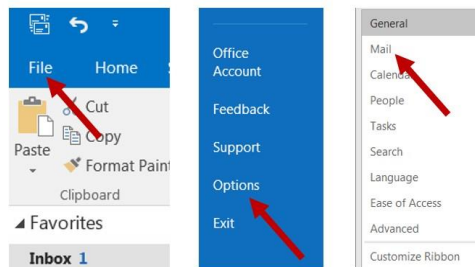 File Home
Cut
Copy
Paste
Format Paint
Clipboard
Favorites
Inbox 1
Office
Account
Feedback
Support
Options
Exit
General
Mail
Calenda
People
Tasks
Search
Language
Ease of Access
Advanced
Customize Ribbon